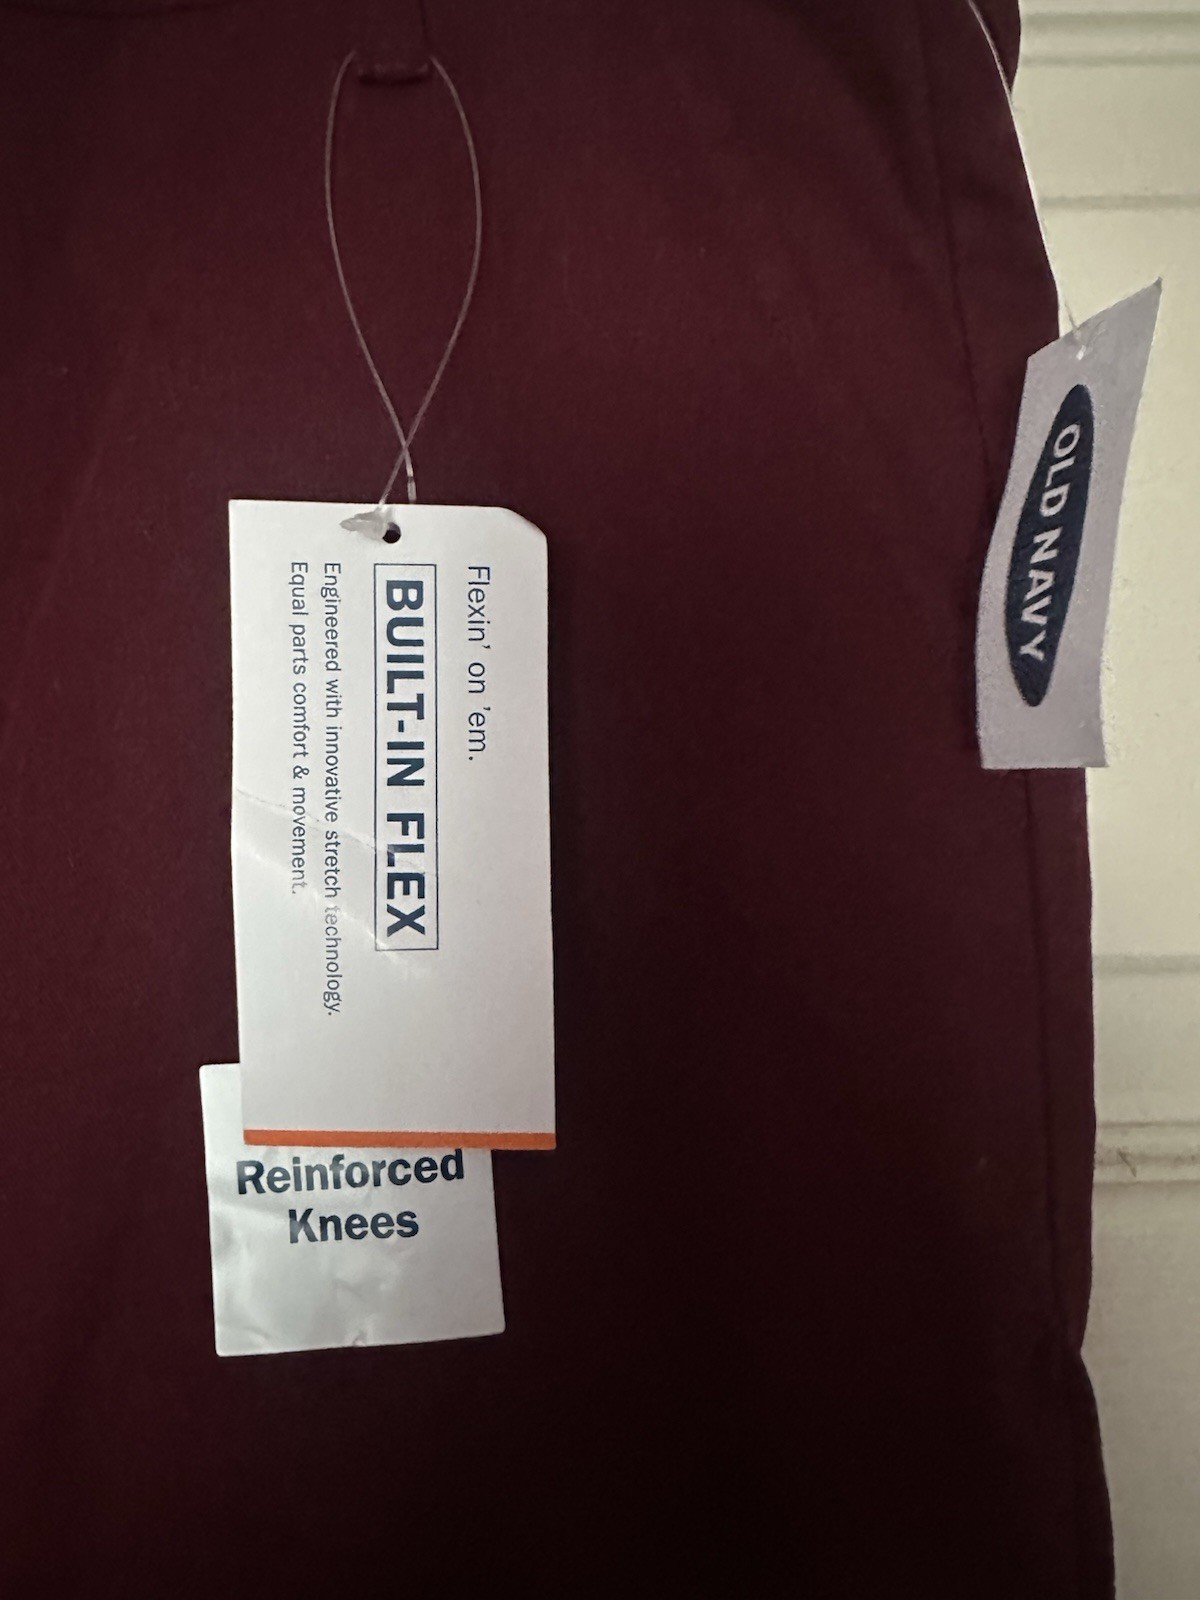 Flexin' on 'em.
BUILT-IN FLEX
Engineered with innovative stretch technology.
Equal parts comfort & movement.
Reinforced
Knees
OLD NAVY